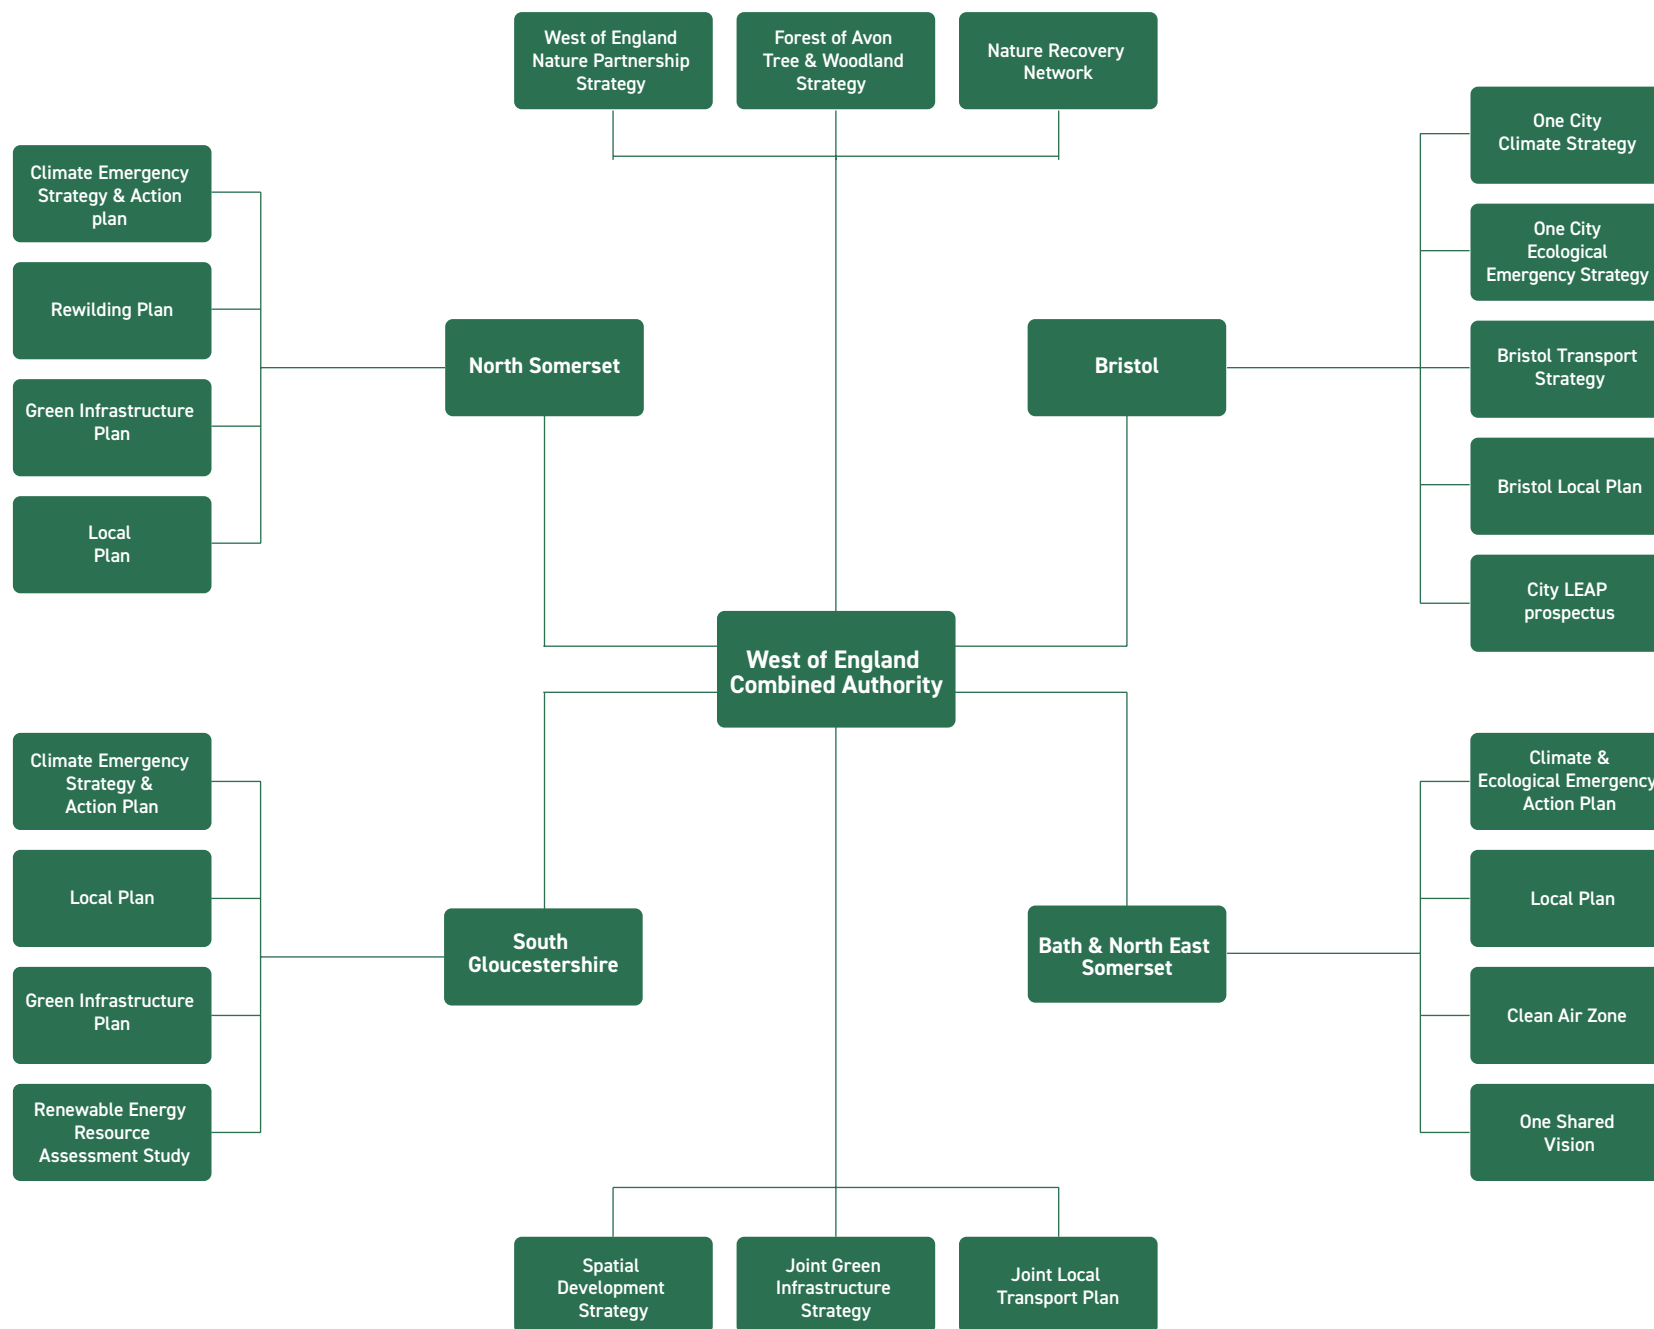 West of England
Nature Partnership
Strategy
Forest of Avon
Tree & Woodland
Strategy
Nature Recovery
Network
Climate Emergency
Strategy & Action
plan
Rewilding Plan
Green Infrastructure
Plan
Local
Plan
North Somerset
Bristol
One City
Climate Strategy
One City
Ecological
Emergency Strategy
Bristol Transport
Strategy
Bristol Local Plan
City LEAP
prospectus
West of England
Combined Authority
Climate Emergency
Strategy &
Action Plan
Local Plan
Green Infrastructure
Plan
Renewable Energy
Resource
Assessment Study
South
Gloucestershire
Bath & North East
Somerset
Climate &
Ecological Emergency
Action Plan
Local Plan
Clean Air Zone
One Shared
Vision
Spatial
Development
Strategy
Joint Green
Infrastructure
Strategy
Joint Local
Transport Plan